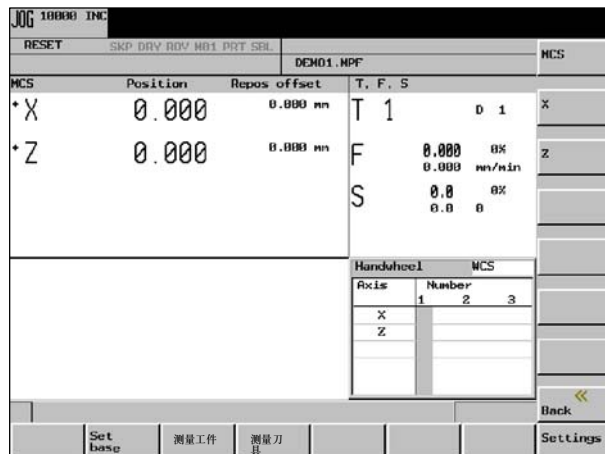 JOG 10000 INC
RESET SKP DRY ROV M01 PRT SBL
DEMO1.MPF
MCS
MCS Position Repos offset T, F, S
+X 0.000 0.000 mm T 1 D 1
X
+Z 0.000 0.000 mm F 0.000 0%
0.000 mm/min
Z
S 0.0 0%
0.0 0
Handwheel WCS
Axis Number
1 2 3
X
Z
«
Back
Set base
测量工件
测量刀具
Settings